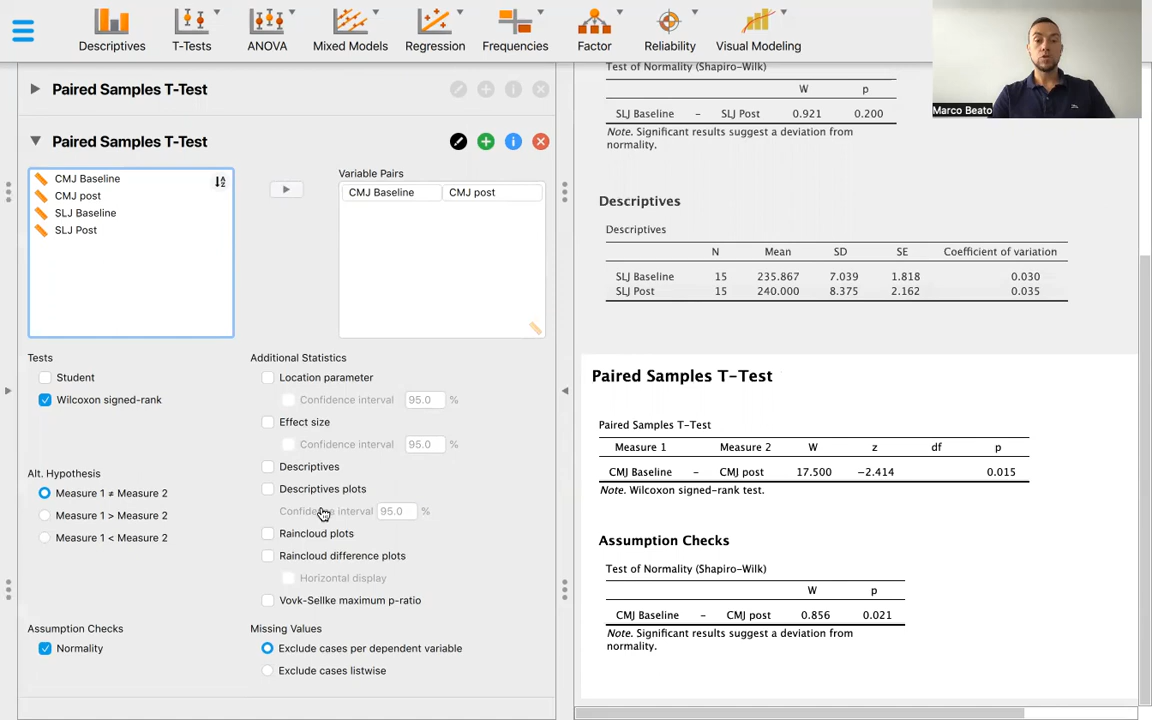 Descriptives
T-Tests
ANOVA
Mixed Models
Regression
Frequencies
Factor
Reliability
Visual Modeling
Marco Beato
Paired Samples T-Test
Paired Samples T-Test
CMJ Baseline
CMJ post
SLJ Baseline
SLJ Post
Variable Pairs
CMJ Baseline CMJ post
Tests
Student
Wilcoxon signed-rank
Alt. Hypothesis
Measure 1 ≠ Measure 2
Measure 1 > Measure 2
Measure 1 < Measure 2
Assumption Checks
Normality
Additional Statistics
Location parameter
Confidence interval 95.0 %
Effect size
Confidence interval 95.0 %
Descriptives
Descriptives plots
Confidence interval 95.0 %
Raincloud plots
Raincloud difference plots
Horizontal display
Vovk-Sellke maximum p-ratio
Missing Values
Exclude cases per dependent variable
Exclude cases listwise
Test of Normality (Shapiro-Wilk)
W p
SLJ Baseline - SLJ Post 0.921 0.200
Note. Significant results suggest a deviation from
normality.
Descriptives
Descriptives
N Mean SD SE Coefficient of variation
SLJ Baseline 15 235.867 7.039 1.818 0.030
SLJ Post 15 240.000 8.375 2.162 0.035
Paired Samples T-Test
Paired Samples T-Test
Measure 1 Measure 2 W z df p
CMJ Baseline - CMJ post 17.500 −2.414 0.015
Note. Wilcoxon signed-rank test.
Assumption Checks
Test of Normality (Shapiro-Wilk)
W p
CMJ Baseline - CMJ post 0.856 0.021
Note. Significant results suggest a deviation from
normality.